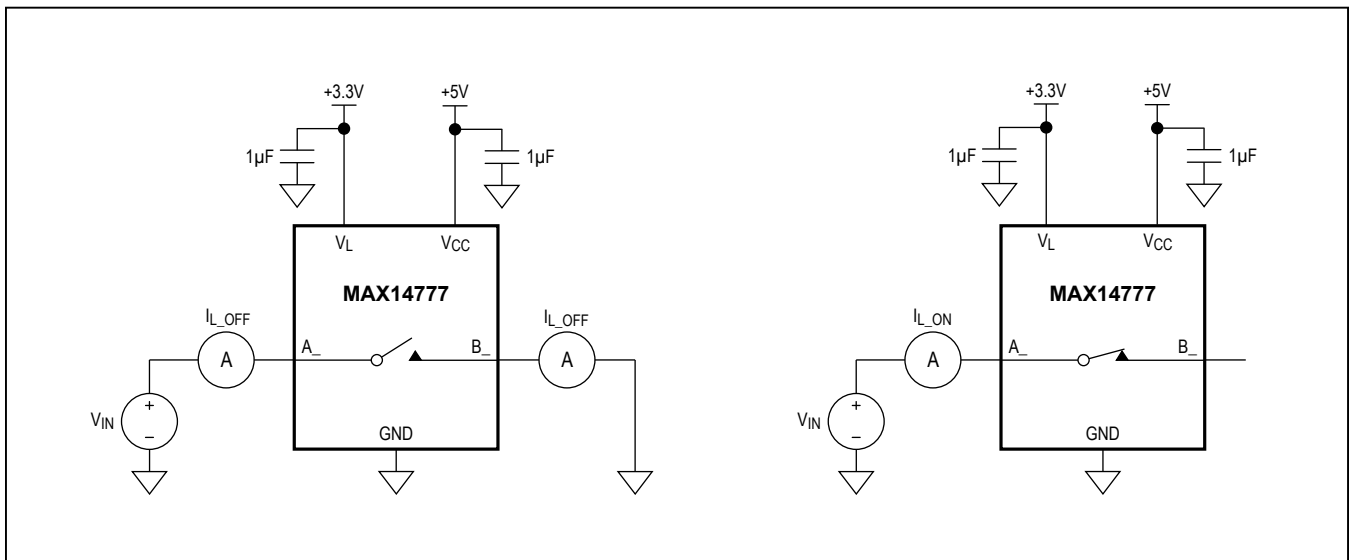 +3.3V
+5V
1µF
1µF
VL
VCC
MAX14777
IL_OFF
IL_OFF
A
A_
B_
A
VIN
+
–
GND
+3.3V
+5V
1µF
1µF
VL
VCC
MAX14777
IL_ON
A
A_
B_
VIN
+
–
GND